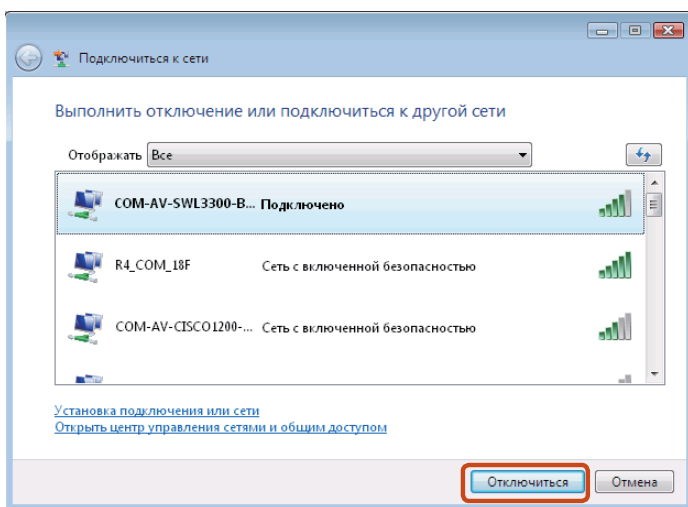 Подключиться к сети
Выполнить отключение или подключиться к другой сети
Отображать Все
COM-AV-SWL3300-B... Подключено
R4_COM_18F Сеть с включенной безопасностью
COM-AV-CISCO1200-... Сеть с включенной безопасностью
Установка подключения или сети
Открыть центр управления сетями и общим доступом
Отключиться Отмена